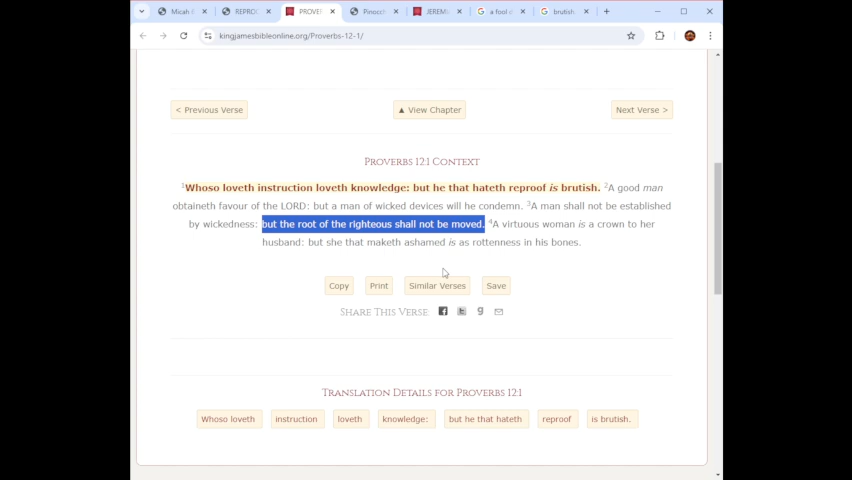 Micah 6
REPROO
PROVER
Pinocch
JEREMI
a fool d
brutish.
kingjamesbibleonline.org/Proverbs-12-1/
< Previous Verse
▲ View Chapter
Next Verse >
PROVERBS 12:1 CONTEXT
1Whoso loveth instruction loveth knowledge: but he that hateth reproof is brutish. 2A good man
obtaineth favour of the LORD: but a man of wicked devices will he condemn. 3A man shall not be established
by wickedness: but the root of the righteous shall not be moved. 4A virtuous woman is a crown to her
husband: but she that maketh ashamed is as rottenness in his bones.
Copy
Print
Similar Verses
Save
SHARE THIS VERSE:
TRANSLATION DETAILS FOR PROVERBS 12:1
Whoso loveth
instruction
loveth
knowledge:
but he that hateth
reproof
is brutish.